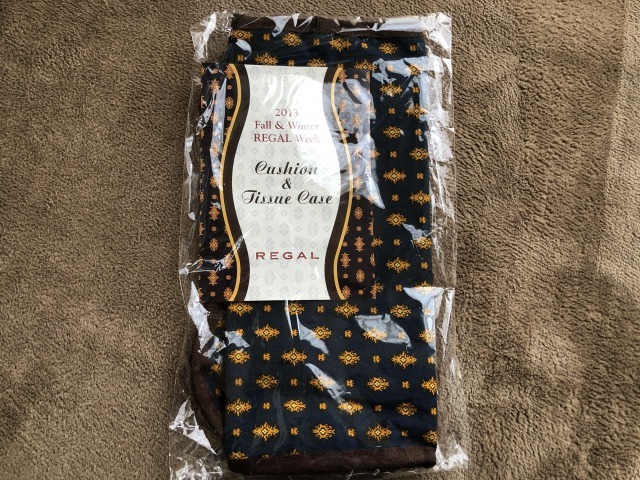 2013
Fall & Winter
REGAL Week
Cushion
&
Tissue Case
REGAL